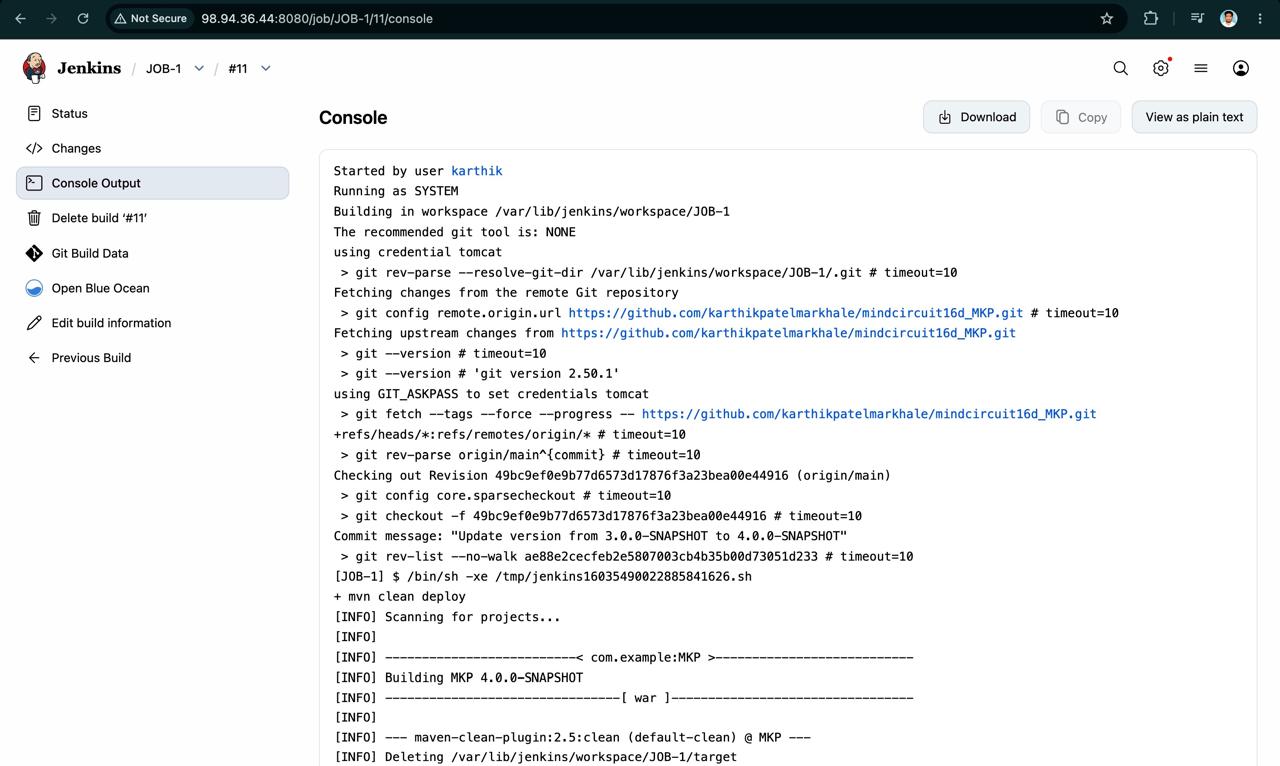 Not Secure 98.94.36.44:8080/job/JOB-1/11/console
Jenkins / JOB-1 / #11
Status
Changes
Console Output
Delete build ‘#11’
Git Build Data
Open Blue Ocean
Edit build information
Previous Build
Console
Download
Copy
View as plain text
Started by user karthik
Running as SYSTEM
Building in workspace /var/lib/jenkins/workspace/JOB-1
The recommended git tool is: NONE
using credential tomcat
 > git rev-parse --resolve-git-dir /var/lib/jenkins/workspace/JOB-1/.git # timeout=10
Fetching changes from the remote Git repository
 > git config remote.origin.url https://github.com/karthikpatelmarkhale/mindcircuit16d_MKP.git # timeout=10
Fetching upstream changes from https://github.com/karthikpatelmarkhale/mindcircuit16d_MKP.git
 > git --version # timeout=10
 > git --version # 'git version 2.50.1'
using GIT_ASKPASS to set credentials tomcat
 > git fetch --tags --force --progress -- https://github.com/karthikpatelmarkhale/mindcircuit16d_MKP.git
+refs/heads/*:refs/remotes/origin/* # timeout=10
 > git rev-parse origin/main^{commit} # timeout=10
Checking out Revision 49bc9ef0e9b77d6573d17876f3a23bea00e44916 (origin/main)
 > git config core.sparsecheckout # timeout=10
 > git checkout -f 49bc9ef0e9b77d6573d17876f3a23bea00e44916 # timeout=10
Commit message: "Update version from 3.0.0-SNAPSHOT to 4.0.0-SNAPSHOT"
 > git rev-list --no-walk ae88e2cecfeb2e5807003cb4b35b00d73051d233 # timeout=10
[JOB-1] $ /bin/sh -xe /tmp/jenkins16035490022885841626.sh
+ mvn clean deploy
[INFO] Scanning for projects...
[INFO]
[INFO] --------------------------< com.example:MKP >---------------------------
[INFO] Building MKP 4.0.0-SNAPSHOT
[INFO] --------------------------------[ war ]---------------------------------
[INFO]
[INFO] --- maven-clean-plugin:2.5:clean (default-clean) @ MKP ---
[INFO] Deleting /var/lib/jenkins/workspace/JOB-1/target